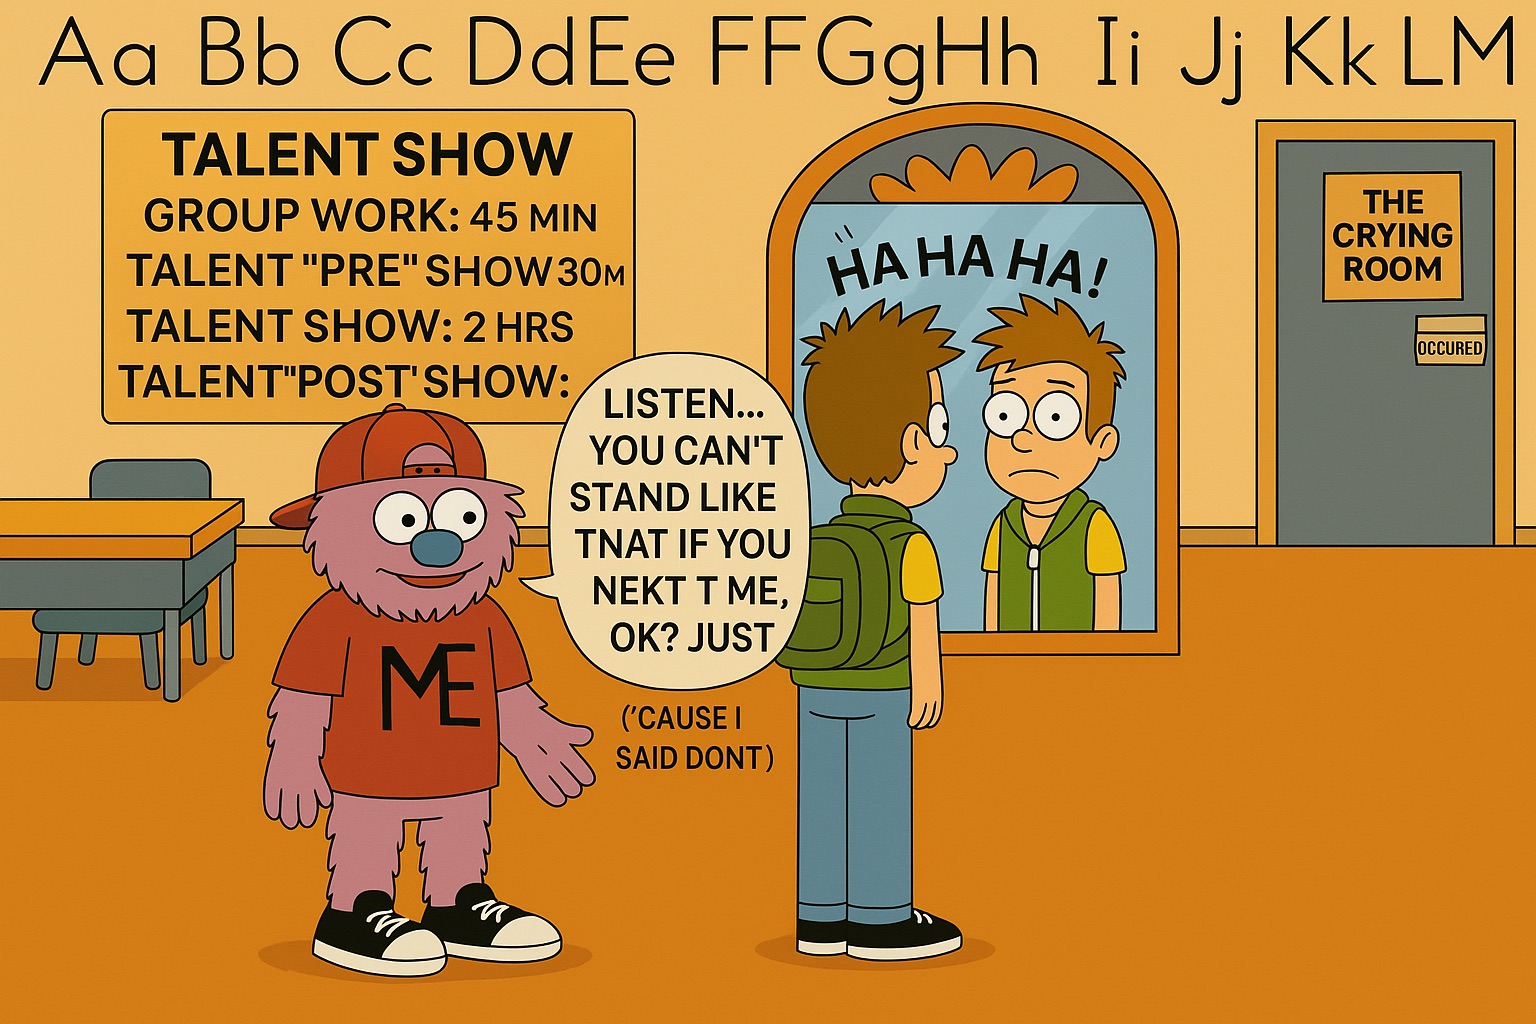 Aa Bb Cc DdEe FFGgHh Ii Jj Kk LM
TALENT SHOW
GROUP WORK: 45 MIN
TALENT "PRE" SHOW 30M
TALENT SHOW: 2 HRS
TALENT "POST' SHOW:
HA HA HA!
THE
CRYING
ROOM
OCCURED
LISTEN...
YOU CAN'T
STAND LIKE
TNAT IF YOU
NEKT T ME,
OK? JUST
('CAUSE I
SAID DONT)
ME